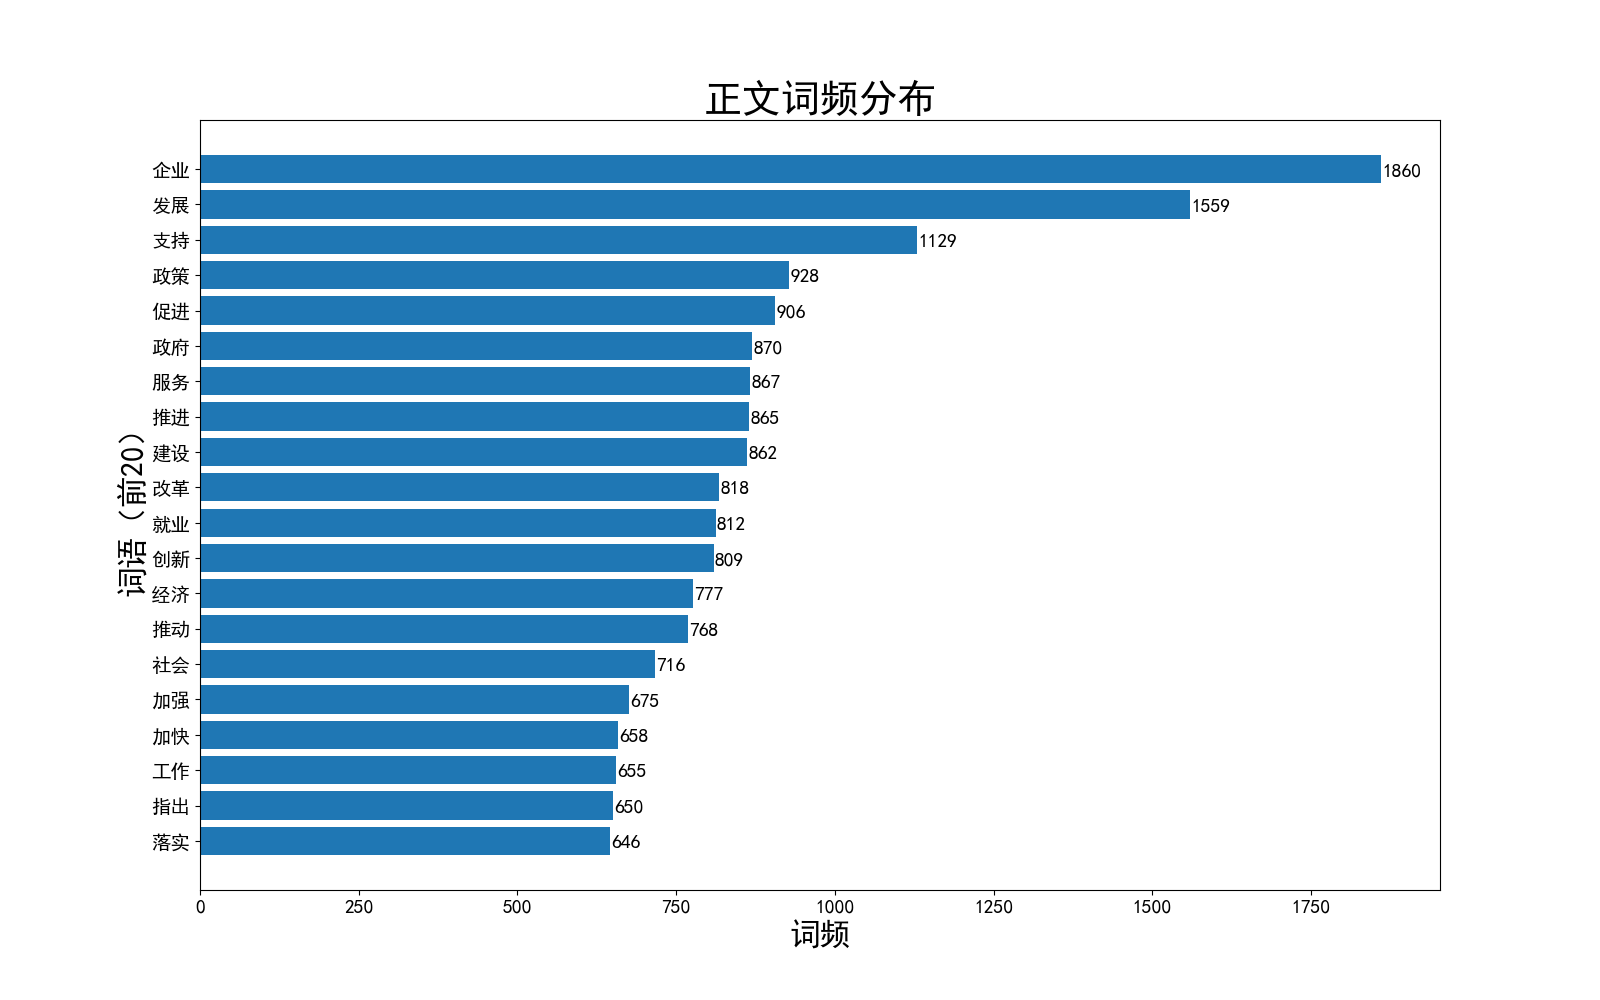 正文词频分布
企业 1860
发展 1559
支持 1129
政策 928
促进 906
政府 870
服务 867
推进 865
建设 862
改革 818
就业 812
创新 809
经济 777
推动 768
社会 716
加强 675
加快 658
工作 655
指出 650
落实 646
词语（前20）
0 250 500 750 1000 1250 1500 1750
词频